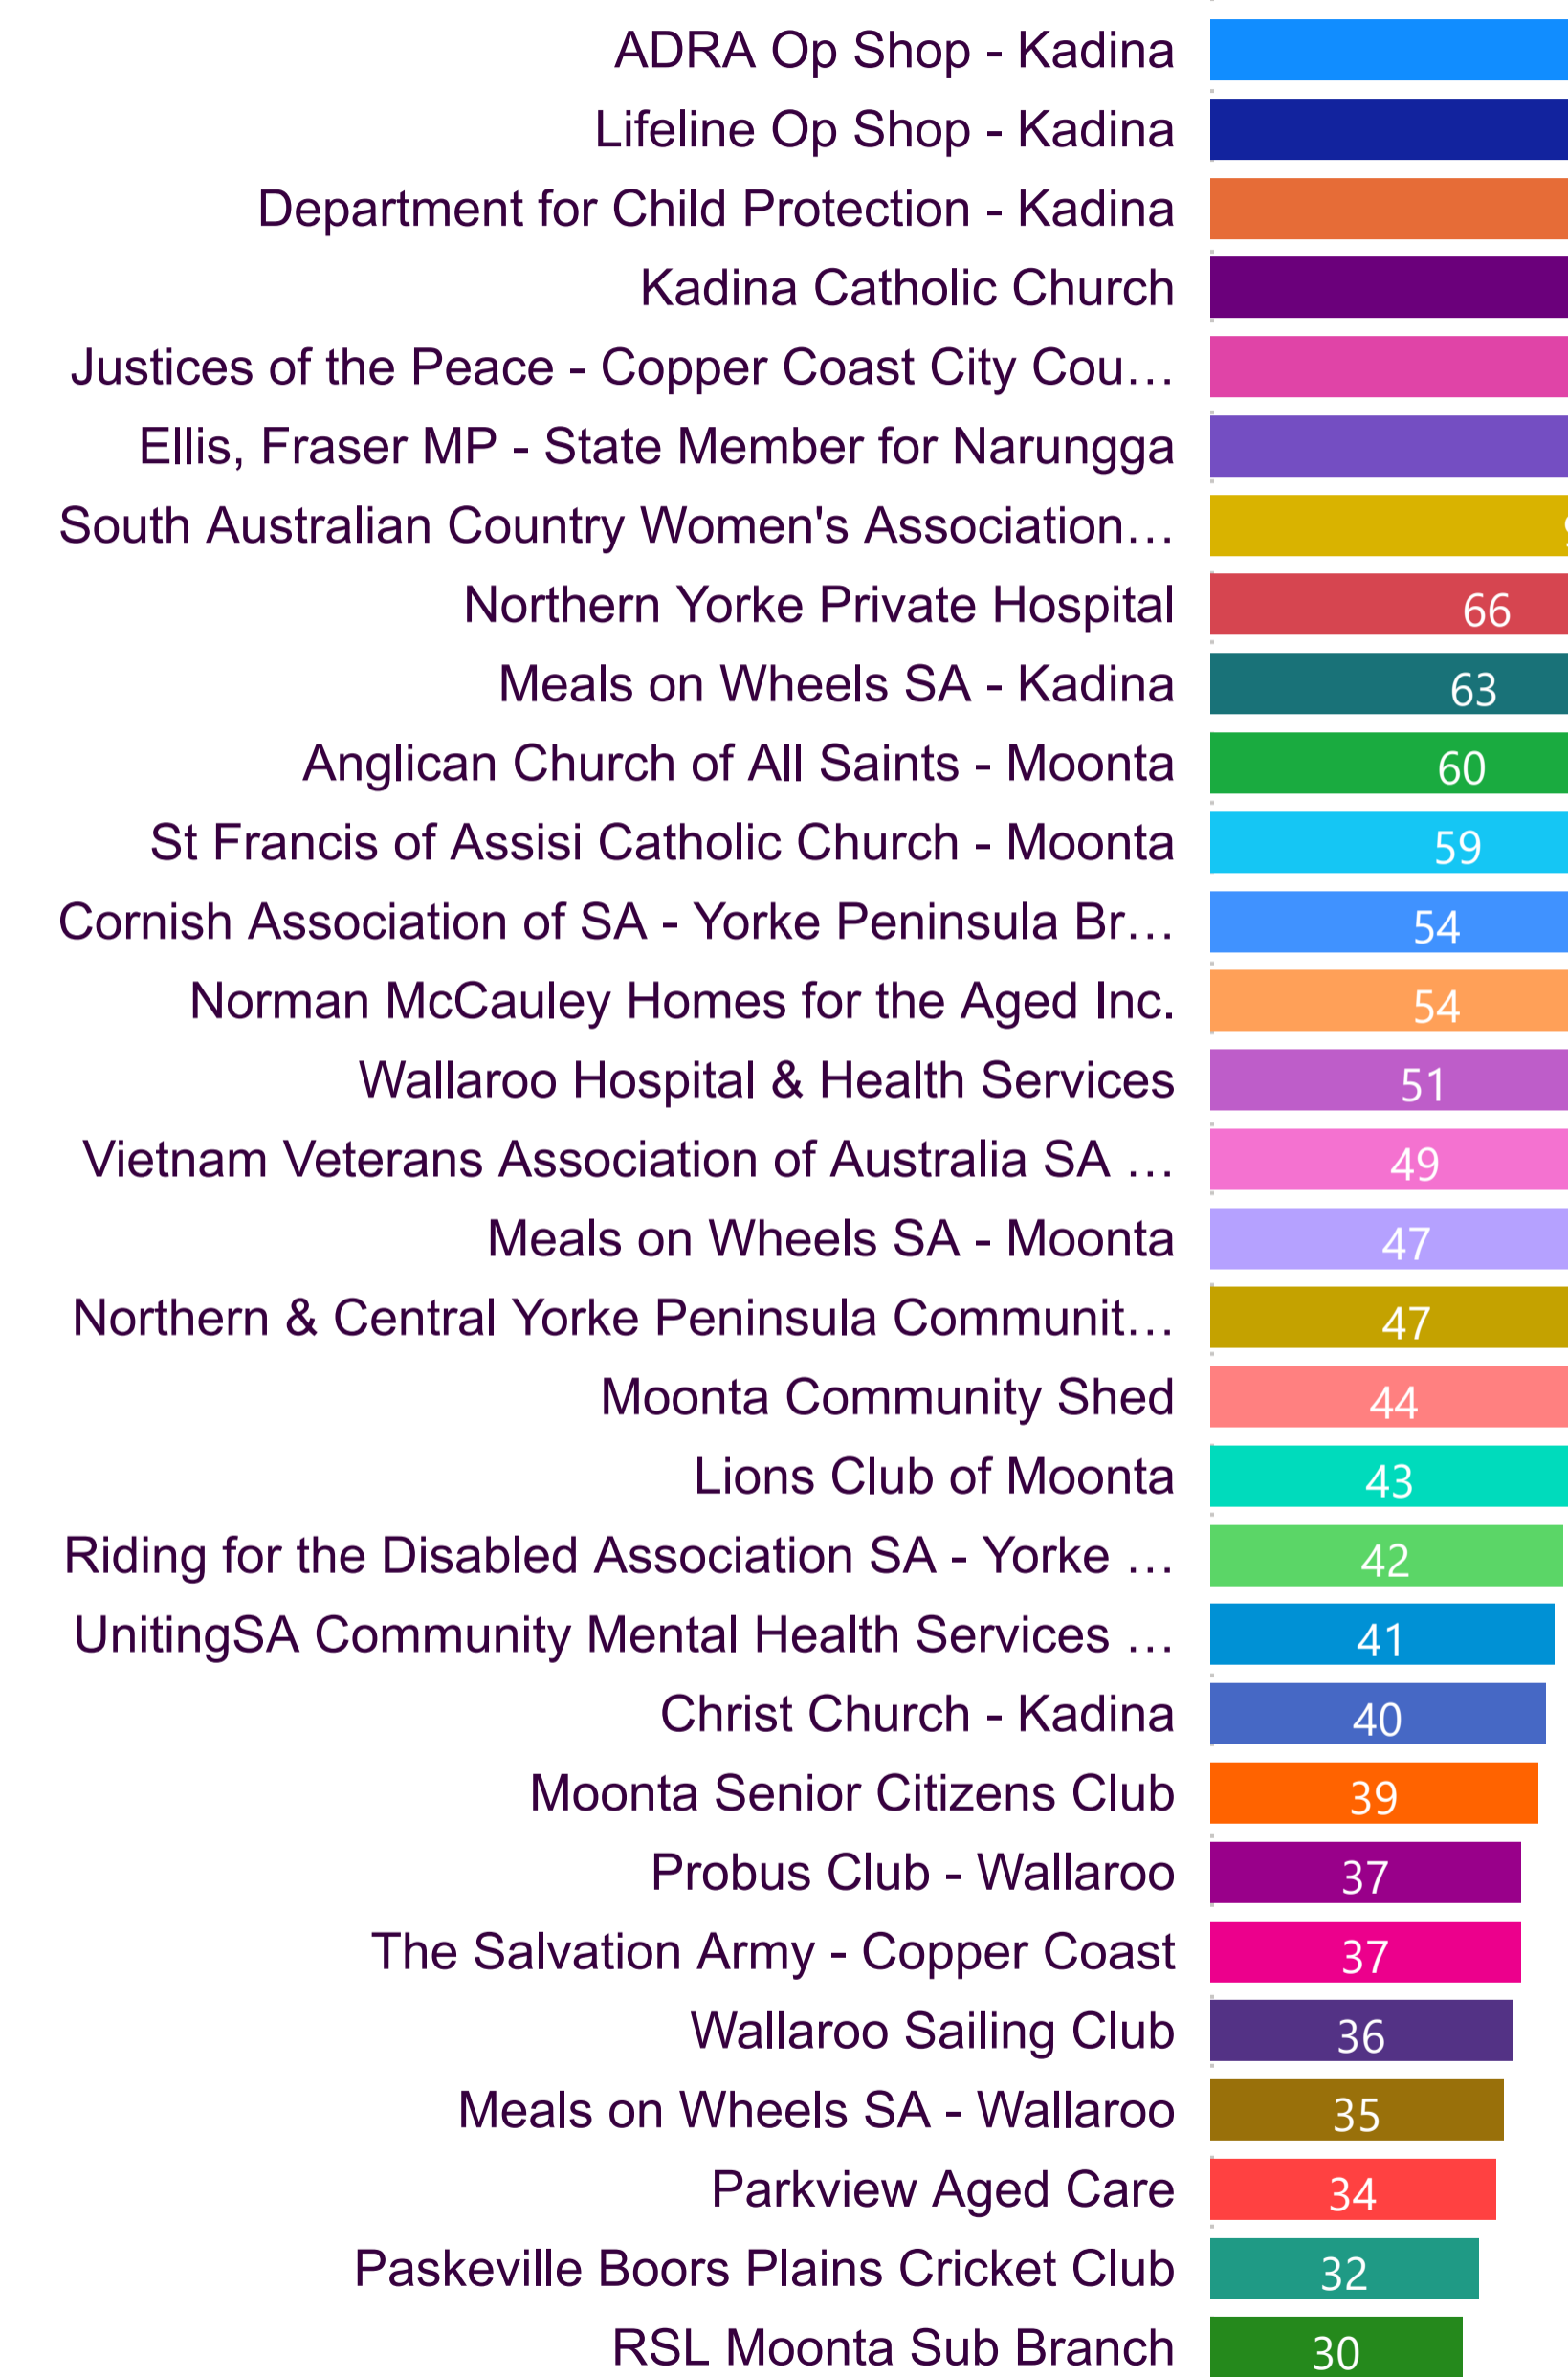 ADRA Op Shop - Kadina
Lifeline Op Shop - Kadina
Department for Child Protection - Kadina
Kadina Catholic Church
Justices of the Peace - Copper Coast City Cou…
Ellis, Fraser MP - State Member for Narungga
South Australian Country Women's Association…
Northern Yorke Private Hospital 66
Meals on Wheels SA - Kadina 63
Anglican Church of All Saints - Moonta 60
St Francis of Assisi Catholic Church - Moonta 59
Cornish Association of SA - Yorke Peninsula Br… 54
Norman McCauley Homes for the Aged Inc. 54
Wallaroo Hospital & Health Services 51
Vietnam Veterans Association of Australia SA … 49
Meals on Wheels SA - Moonta 47
Northern & Central Yorke Peninsula Communit… 47
Moonta Community Shed 44
Lions Club of Moonta 43
Riding for the Disabled Association SA - Yorke … 42
UnitingSA Community Mental Health Services … 41
Christ Church - Kadina 40
Moonta Senior Citizens Club 39
Probus Club - Wallaroo 37
The Salvation Army - Copper Coast 37
Wallaroo Sailing Club 36
Meals on Wheels SA - Wallaroo 35
Parkview Aged Care 34
Paskeville Boors Plains Cricket Club 32
RSL Moonta Sub Branch 30